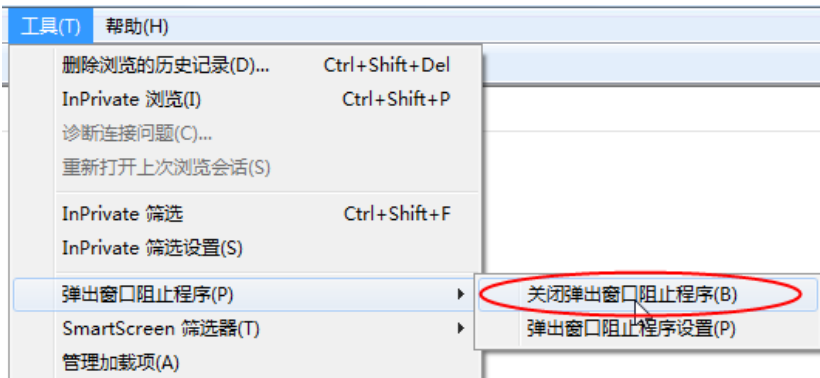 工具(T) 帮助(H)
删除浏览的历史记录(D)... Ctrl+Shift+Del
InPrivate 浏览(I) Ctrl+Shift+P
诊断连接问题(C)...
重新打开上次浏览会话(S)
InPrivate 筛选 Ctrl+Shift+F
InPrivate 筛选设置(S)
弹出窗口阻止程序(P) 关闭弹出窗口阻止程序(B)
SmartScreen 筛选器(T) 弹出窗口阻止程序设置(P)
管理加载项(A)